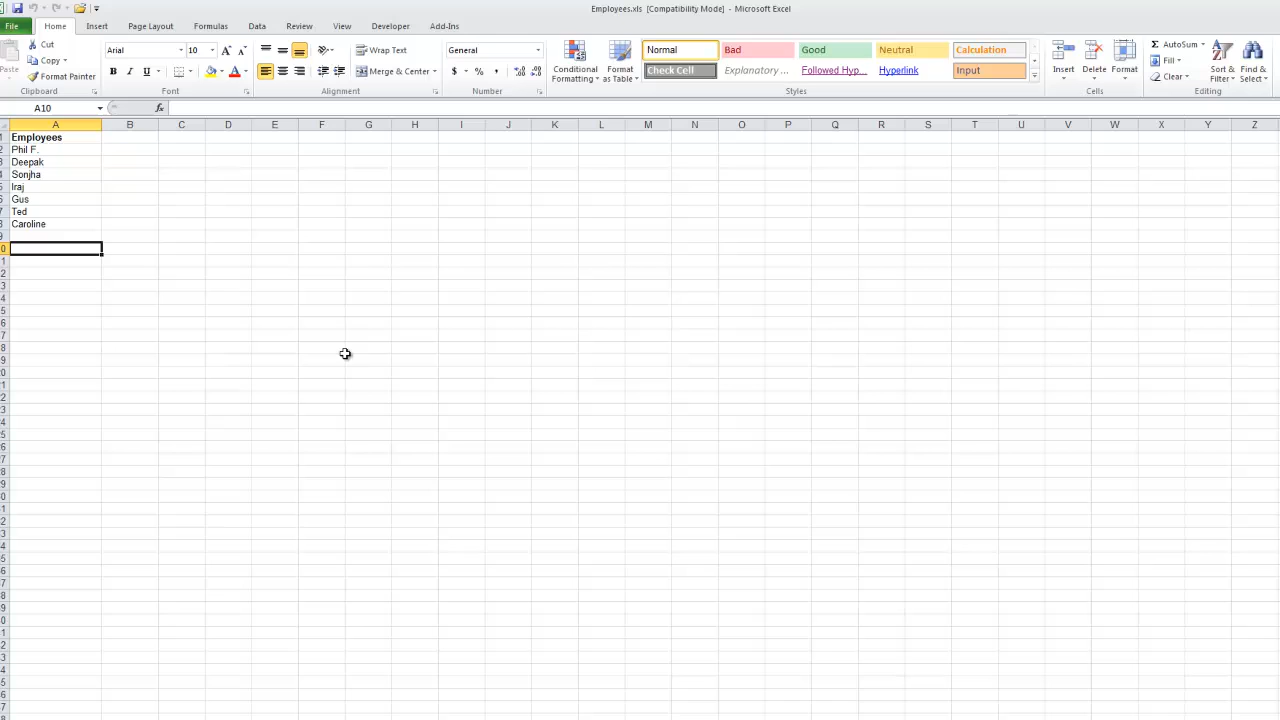 Employees.xls [Compatibility Mode] - Microsoft Excel
File Home Insert Page Layout Formulas Data Review View Developer Add-Ins
Cut
Copy
Format Painter
Paste
Clipboard
Arial 10
B I U
Font
Wrap Text
Merge & Center
Alignment
General
$ % ,
Number
Conditional Formatting
Format as Table
Normal Bad Good Neutral Calculation
Check Cell Explanatory ... Followed Hyp... Hyperlink Input
Styles
Insert Delete Format
Cells
AutoSum
Fill
Clear
Sort & Filter
Find & Select
Editing
A10 fx
A B C D E F G H I J K L M N O P Q R S T U V W X Y Z
Employees
Phil F.
Deepak
Sonjha
Iraj
Gus
Ted
Caroline